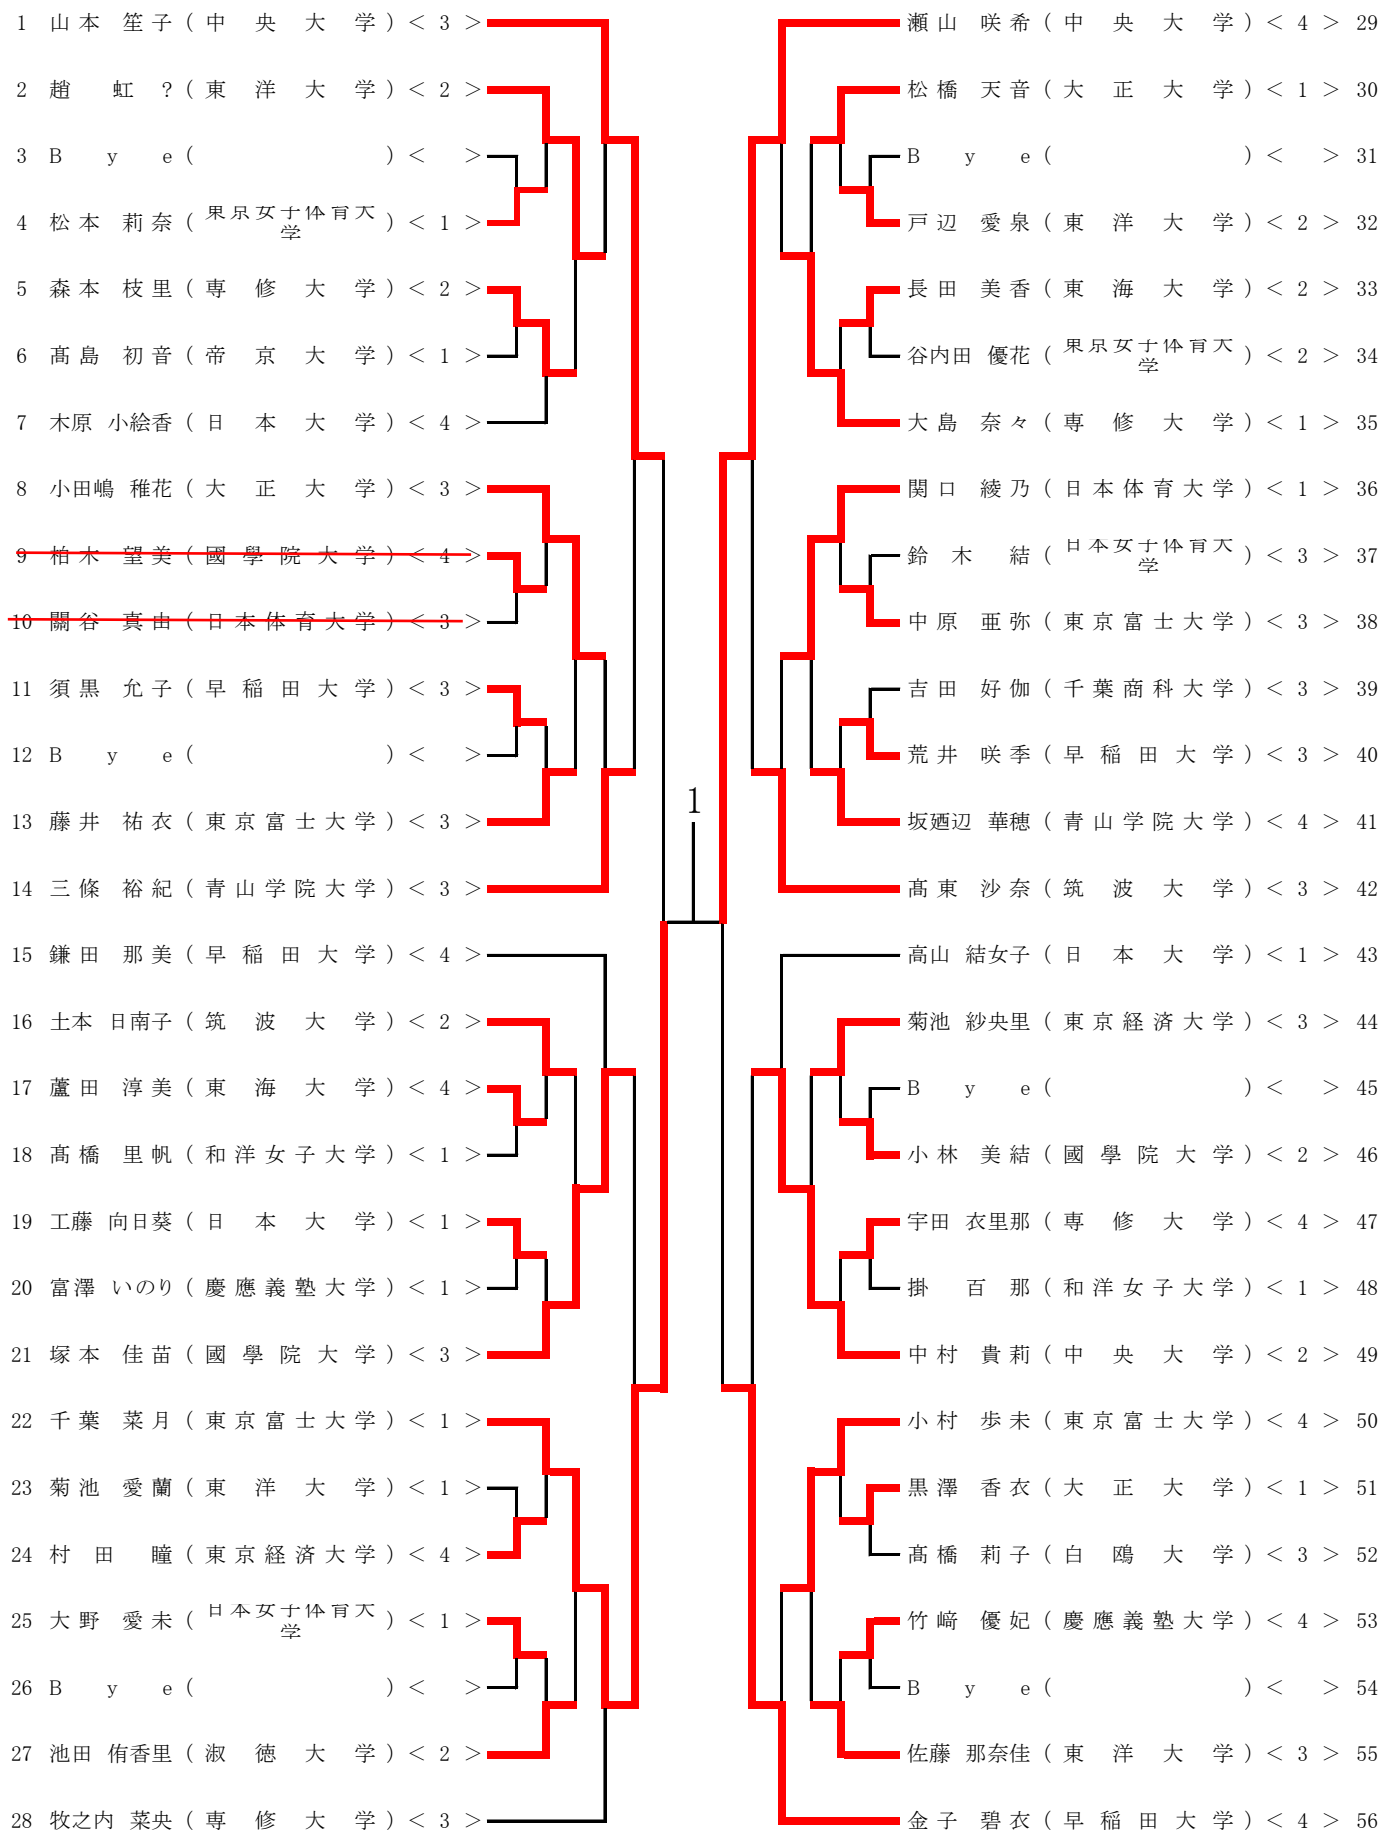 1 山本 笙子 ( 中央大学 ) < 3 >
2 趙 虹? ( 東洋大学 ) < 2 >
3 Bye ( ) < >
4 松本 莉奈 ( 東京女子体育大学 ) < 1 >
5 森本 枝里 ( 専修大学 ) < 2 >
6 髙島 初音 ( 帝京大学 ) < 1 >
7 木原 小絵香 ( 日本大学 ) < 4 >
8 小田嶋 稚花 ( 大正大学 ) < 3 >
9 柏木 望美 ( 國學院大学 ) < 4 >
10 關谷 真由 ( 日本体育大学 ) < 3 >
11 須黒 允子 ( 早稲田大学 ) < 3 >
12 Bye ( ) < >
13 藤井 祐衣 ( 東京富士大学 ) < 3 >
14 三條 裕紀 ( 青山学院大学 ) < 3 >
15 鎌田 那美 ( 早稲田大学 ) < 4 >
16 土本 日南子 ( 筑波大学 ) < 2 >
17 蘆田 淳美 ( 東海大学 ) < 4 >
18 髙橋 里帆 ( 和洋女子大学 ) < 1 >
19 工藤 向日葵 ( 日本大学 ) < 1 >
20 富澤 いのり ( 慶應義塾大学 ) < 1 >
21 塚本 佳苗 ( 國學院大学 ) < 3 >
22 千葉 菜月 ( 東京富士大学 ) < 1 >
23 菊池 愛蘭 ( 東洋大学 ) < 1 >
24 村田 瞳 ( 東京経済大学 ) < 4 >
25 大野 愛未 ( 日本女子体育大学 ) < 1 >
26 Bye ( ) < >
27 池田 侑香里 ( 淑徳大学 ) < 2 >
28 牧之内 菜央 ( 専修大学 ) < 3 >
1
瀬山 咲希 ( 中央大学 ) < 4 > 29
松橋 天音 ( 大正大学 ) < 1 > 30
Bye ( ) < > 31
戸辺 愛泉 ( 東洋大学 ) < 2 > 32
長田 美香 ( 東海大学 ) < 2 > 33
谷内田 優花 ( 東京女子体育大学 ) < 2 > 34
大島 奈々 ( 専修大学 ) < 1 > 35
関口 綾乃 ( 日本体育大学 ) < 1 > 36
鈴木 結 ( 日本女子体育大学 ) < 3 > 37
中原 亜弥 ( 東京富士大学 ) < 3 > 38
吉田 好伽 ( 千葉商科大学 ) < 3 > 39
荒井 咲季 ( 早稲田大学 ) < 3 > 40
坂廼辺 華穂 ( 青山学院大学 ) < 4 > 41
髙東 沙奈 ( 筑波大学 ) < 3 > 42
高山 結女子 ( 日本大学 ) < 1 > 43
菊池 紗央里 ( 東京経済大学 ) < 3 > 44
Bye ( ) < > 45
小林 美結 ( 國學院大学 ) < 2 > 46
宇田 衣里那 ( 専修大学 ) < 4 > 47
掛 百那 ( 和洋女子大学 ) < 1 > 48
中村 貴莉 ( 中央大学 ) < 2 > 49
小村 歩未 ( 東京富士大学 ) < 4 > 50
黒澤 香衣 ( 大正大学 ) < 1 > 51
髙橋 莉子 ( 白鴎大学 ) < 3 > 52
竹﨑 優妃 ( 慶應義塾大学 ) < 4 > 53
Bye ( ) < > 54
佐藤 那奈佳 ( 東洋大学 ) < 3 > 55
金子 碧衣 ( 早稲田大学 ) < 4 > 56